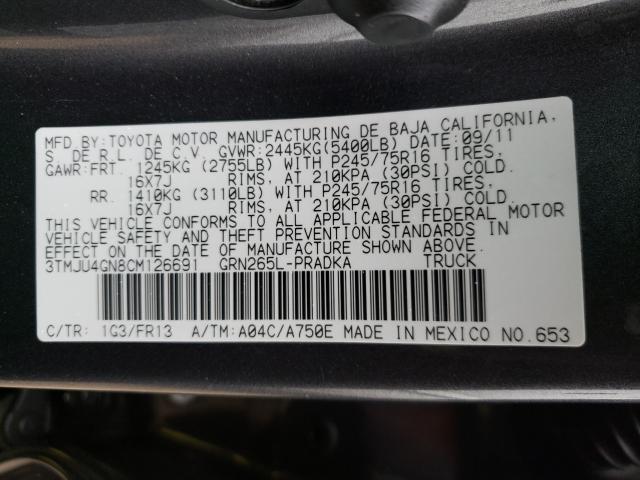 MFD BY:TOYOTA MOTOR MANUFACTURING DE BAJA CALIFORNIA,
S. DE R.L. DE C.V. GVWR:2445KG(5400LB) DATE:09/11
GAWR:FRT. 1245KG (2755LB) WITH P245/75R16 TIRES,
16X7J RIMS, AT 210KPA (30PSI) COLD.
RR. 1410KG (3110LB) WITH P245/75R16 TIRES,
16X7J RIMS, AT 210KPA (30PSI) COLD.
THIS VEHICLE CONFORMS TO ALL APPLICABLE FEDERAL MOTOR
VEHICLE SAFETY AND THEFT PREVENTION STANDARDS IN
EFFECT ON THE DATE OF MANUFACTURE SHOWN ABOVE.
3TMJU4GN8CM126691 GRN265L-PRADKA TRUCK
C/TR: 1G3/FR13 A/TM:A04C/A750E MADE IN MEXICO NO.653